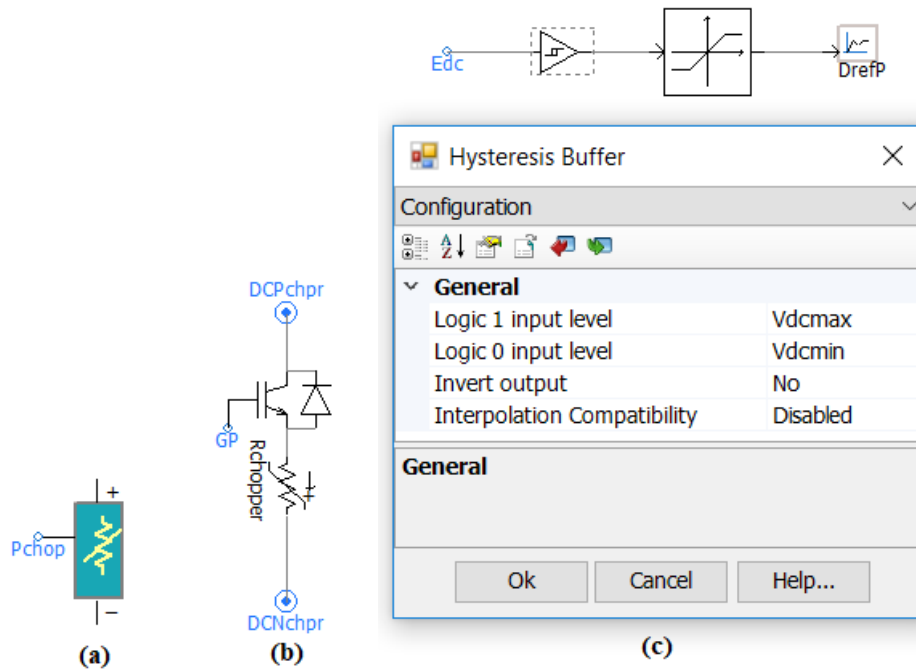 Edc
DrefP
Hysteresis Buffer
Configuration
General
Logic 1 input level Vdcmax
Logic 0 input level Vdcmin
Invert output No
Interpolation Compatibility Disabled
General
Ok Cancel Help...
(c)
DCPchpr
GP
Rchopper
DCNchpr
(b)
Pchop
+
−
(a)